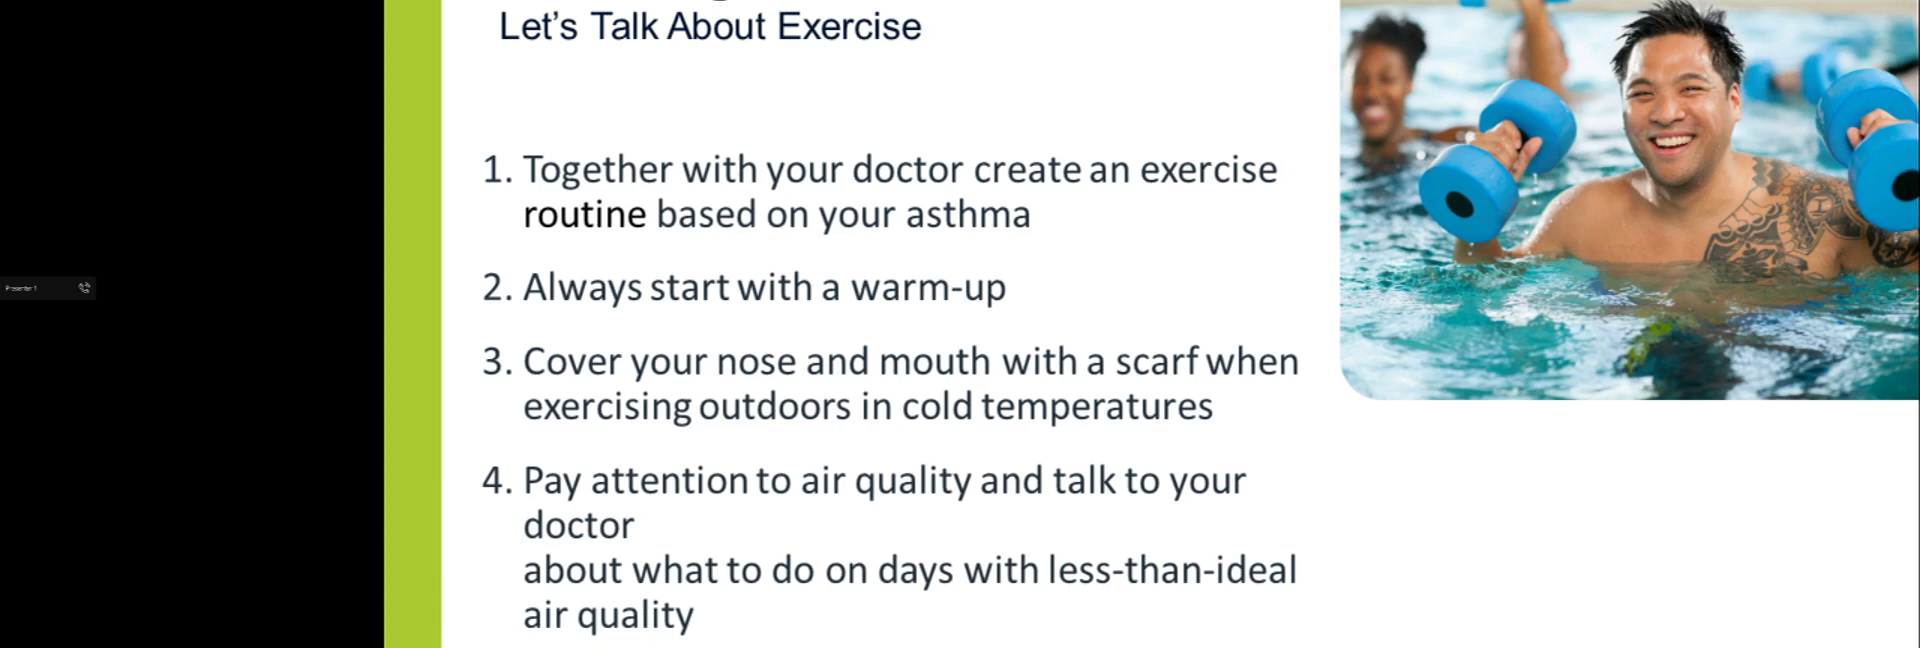 Let's Talk About Exercise
1. Together with your doctor create an exercise
routine based on your asthma
2. Always start with a warm-up
3. Cover your nose and mouth with a scarf when
exercising outdoors in cold temperatures
4. Pay attention to air quality and talk to your
doctor
about what to do on days with less-than-ideal
air quality
Presenter 1